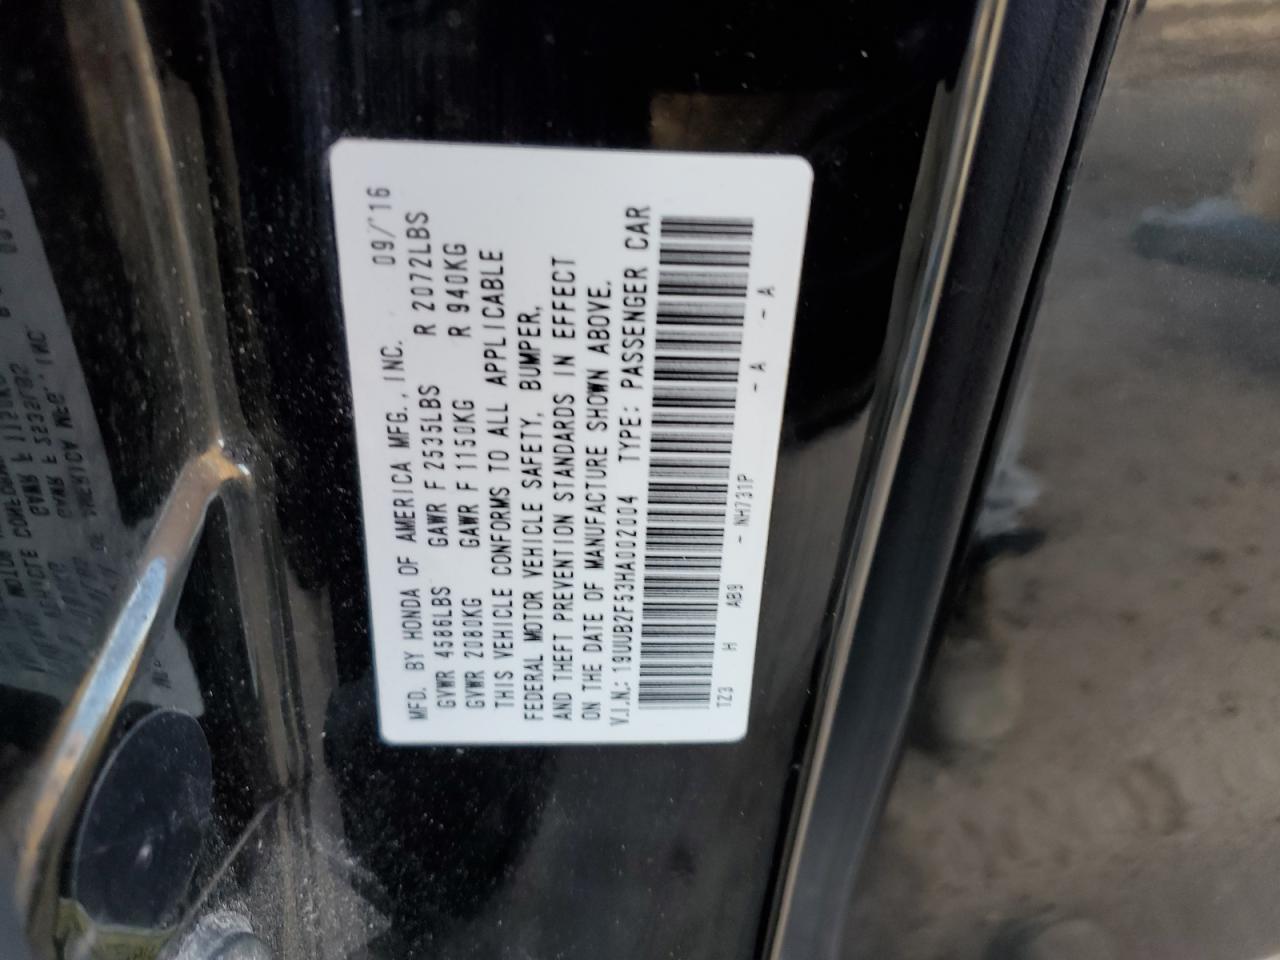 MFD. BY HONDA OF AMERICA MFG., INC. 09/'16
GVWR 4586LBS GAWR F 2535LBS R 2072LBS
GVWR 2080KG GAWR F 1150KG R 940KG
THIS VEHICLE CONFORMS TO ALL APPLICABLE
FEDERAL MOTOR VEHICLE SAFETY, BUMPER,
AND THEFT PREVENTION STANDARDS IN EFFECT
ON THE DATE OF MANUFACTURE SHOWN ABOVE.
V.I.N.: 19UUB2F53HA002004 TYPE: PASSENGER CAR
TZ3 H AB9 - NH731P - A - A